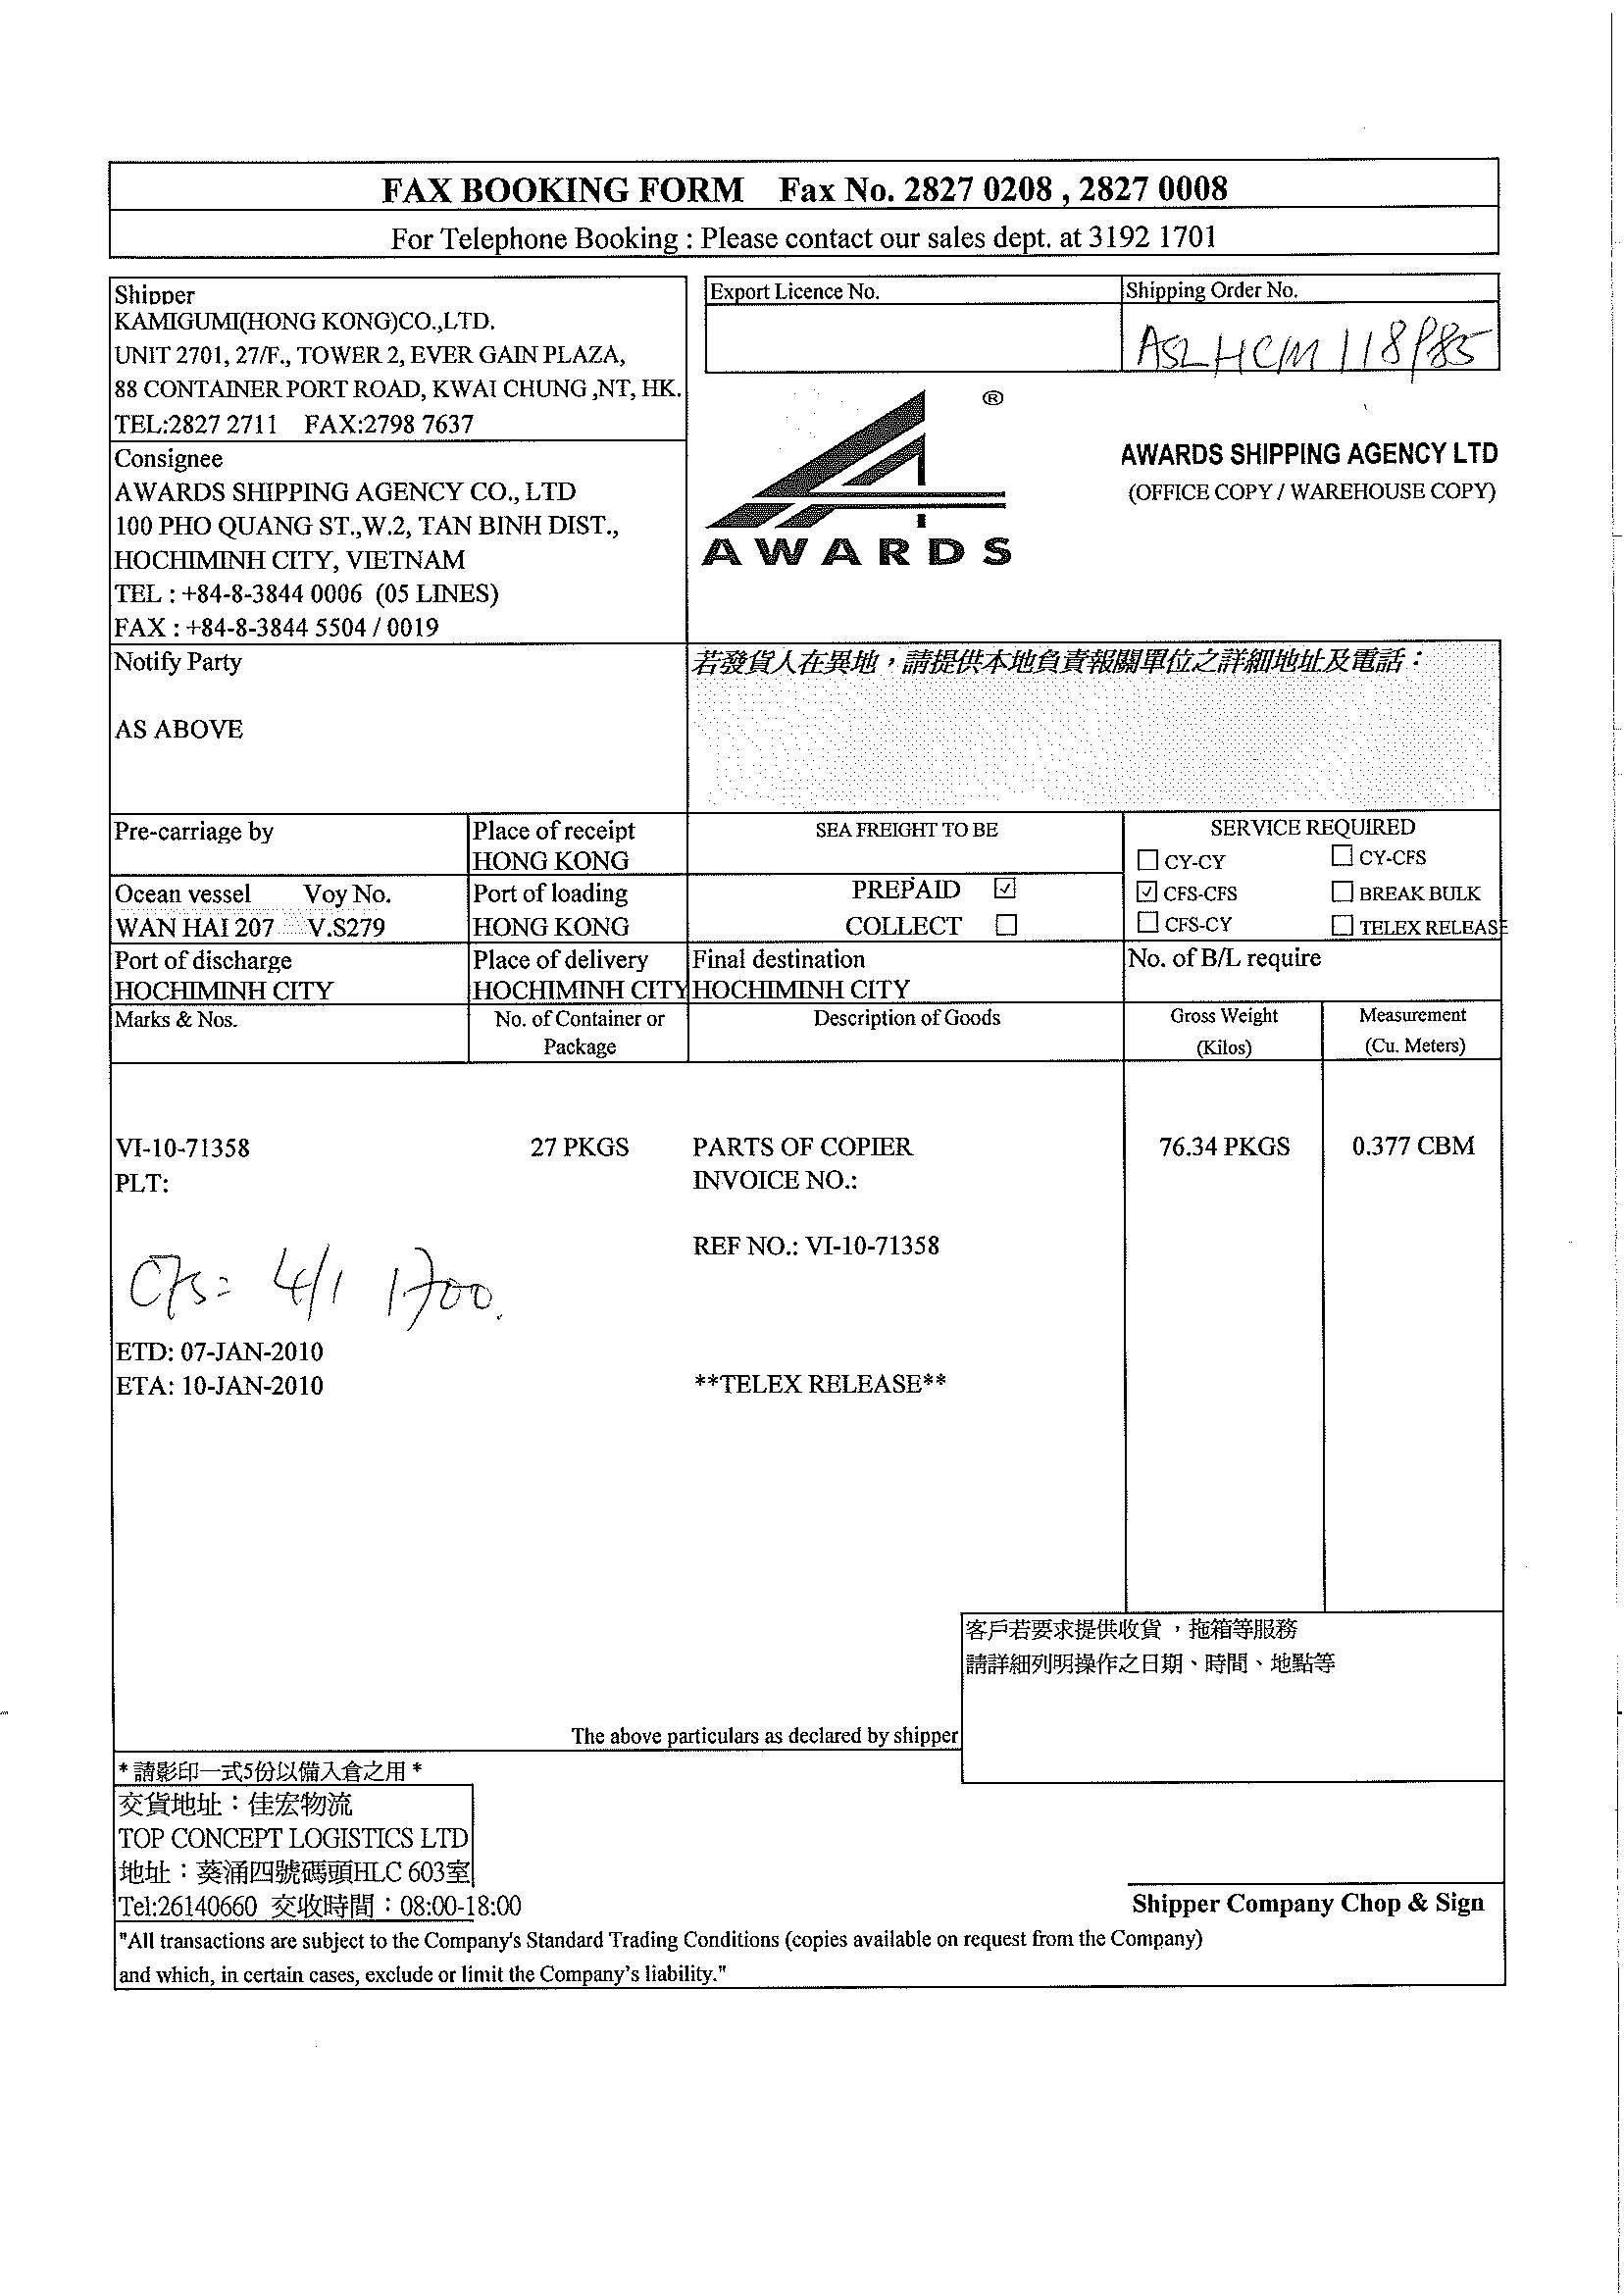 FAX BOOKING FORM Fax No. 2827 0208 , 2827 0008
For Telephone Booking : Please contact our sales dept. at 3192 1701
Shipper
KAMIGUMI(HONG KONG)CO.,LTD.
UNIT 2701, 27/F., TOWER 2, EVER GAIN PLAZA,
88 CONTAINER PORT ROAD, KWAI CHUNG ,NT, HK.
TEL:2827 2711 FAX:2798 7637
Export Licence No.
Shipping Order No.
®
AWARDS
AWARDS SHIPPING AGENCY LTD
(OFFICE COPY / WAREHOUSE COPY)
Consignee
AWARDS SHIPPING AGENCY CO., LTD
100 PHO QUANG ST.,W.2, TAN BINH DIST.,
HOCHIMINH CITY, VIETNAM
TEL : +84-8-3844 0006 (05 LINES)
FAX : +84-8-3844 5504 / 0019
Notify Party
AS ABOVE
若發貨人在異地，請提供本地負責報關單位之詳細地址及電話：
Pre-carriage by
Place of receipt
HONG KONG
SEA FREIGHT TO BE
PREPAID ☑
COLLECT ☐
SERVICE REQUIRED
☐ CY-CY ☐ CY-CFS
☑ CFS-CFS ☐ BREAK BULK
☐ CFS-CY ☐ TELEX RELEASE
Ocean vessel Voy No.
WAN HAI 207 V.S279
Port of loading
HONG KONG
Port of discharge
HOCHIMINH CITY
Place of delivery
HOCHIMINH CITY
Final destination
HOCHIMINH CITY
No. of B/L require
Marks & Nos.
No. of Container or
Package
Description of Goods
Gross Weight
(Kilos)
Measurement
(Cu. Meters)
VI-10-71358 27 PKGS PARTS OF COPIER 76.34 PKGS 0.377 CBM
PLT: INVOICE NO.:
REF NO.: VI-10-71358
CFS= 4/1 1700.
ETD: 07-JAN-2010
ETA: 10-JAN-2010 **TELEX RELEASE**
客戶若要求提供收貨，拖箱等服務
請詳細列明操作之日期、時間、地點等
The above particulars as declared by shipper
* 請影印一式5份以備入倉之用 *
交貨地址：佳宏物流
TOP CONCEPT LOGISTICS LTD
地址：葵涌四號碼頭HLC 603室
Tel:26140660 交收時間：08:00-18:00
Shipper Company Chop & Sign
"All transactions are subject to the Company's Standard Trading Conditions (copies available on request from the Company)
and which, in certain cases, exclude or limit the Company's liability."